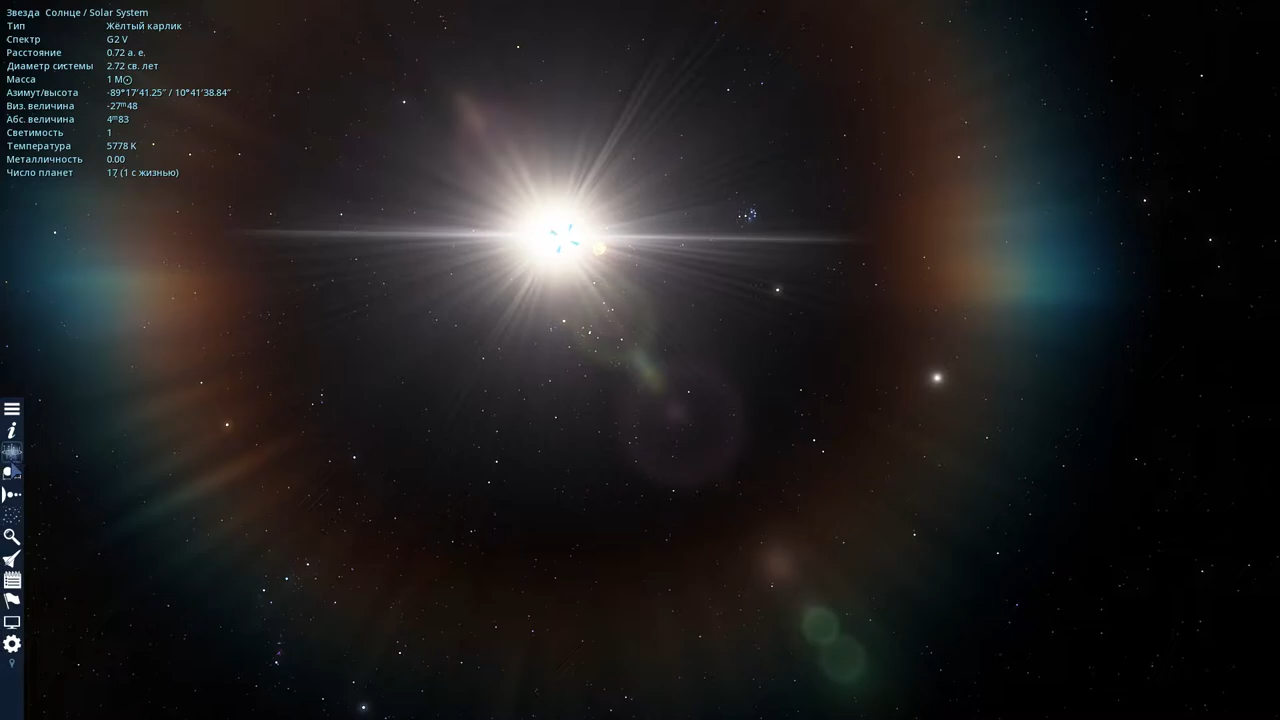 Звезда Солнце / Solar System
Тип Жёлтый карлик
Спектр G2 V
Расстояние 0.72 а. е.
Диаметр системы 2.72 св. лет
Масса 1 M☉
Азимут/высота -89°17′41.25″ / 10°41′38.84″
Виз. величина -27ᵐ48
Абс. величина 4ᵐ83
Светимость 1
Температура 5778 K
Металличность 0.00
Число планет 17 (1 с жизнью)